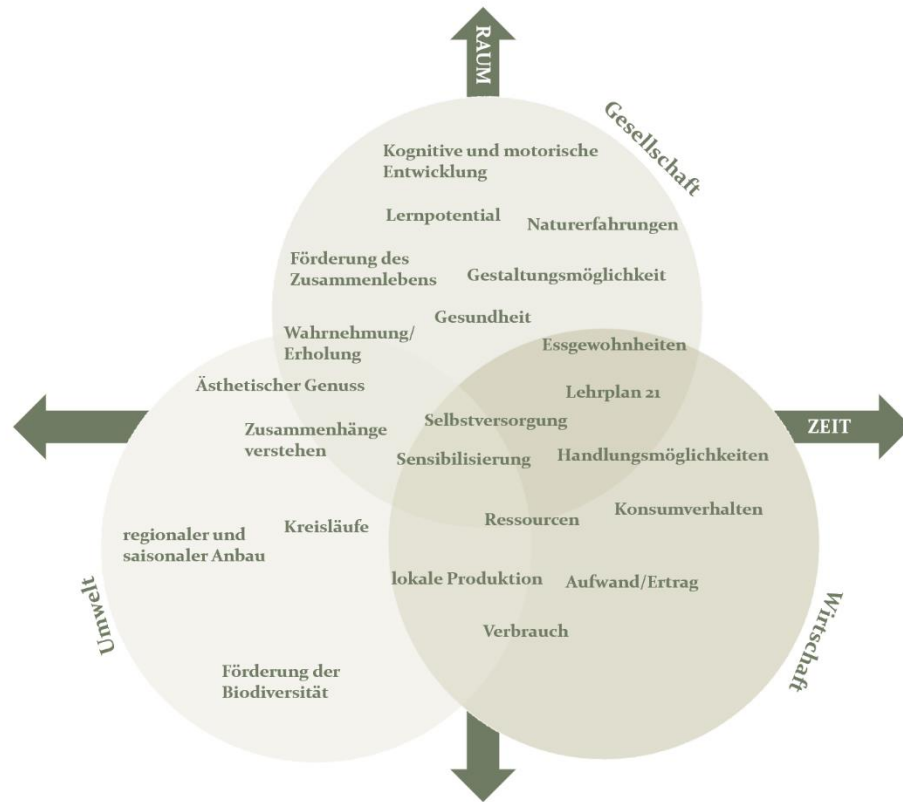 RAUM
Gesellschaft
Kognitive und motorische
Entwicklung
Lernpotential
Naturerfahrungen
Förderung des
Zusammenlebens
Gestaltungsmöglichkeit
Gesundheit
Wahrnehmung/
Erholung
Essgewohnheiten
Ästhetischer Genuss
Lehrplan 21
Selbstversorgung
ZEIT
Zusammenhänge
verstehen
Sensibilisierung
Handlungsmöglichkeiten
Konsumverhalten
Ressourcen
Kreisläufe
regionaler und
saisonaler Anbau
lokale Produktion
Aufwand/Ertrag
Umwelt
Wirtschaft
Verbrauch
Förderung der
Biodiversität